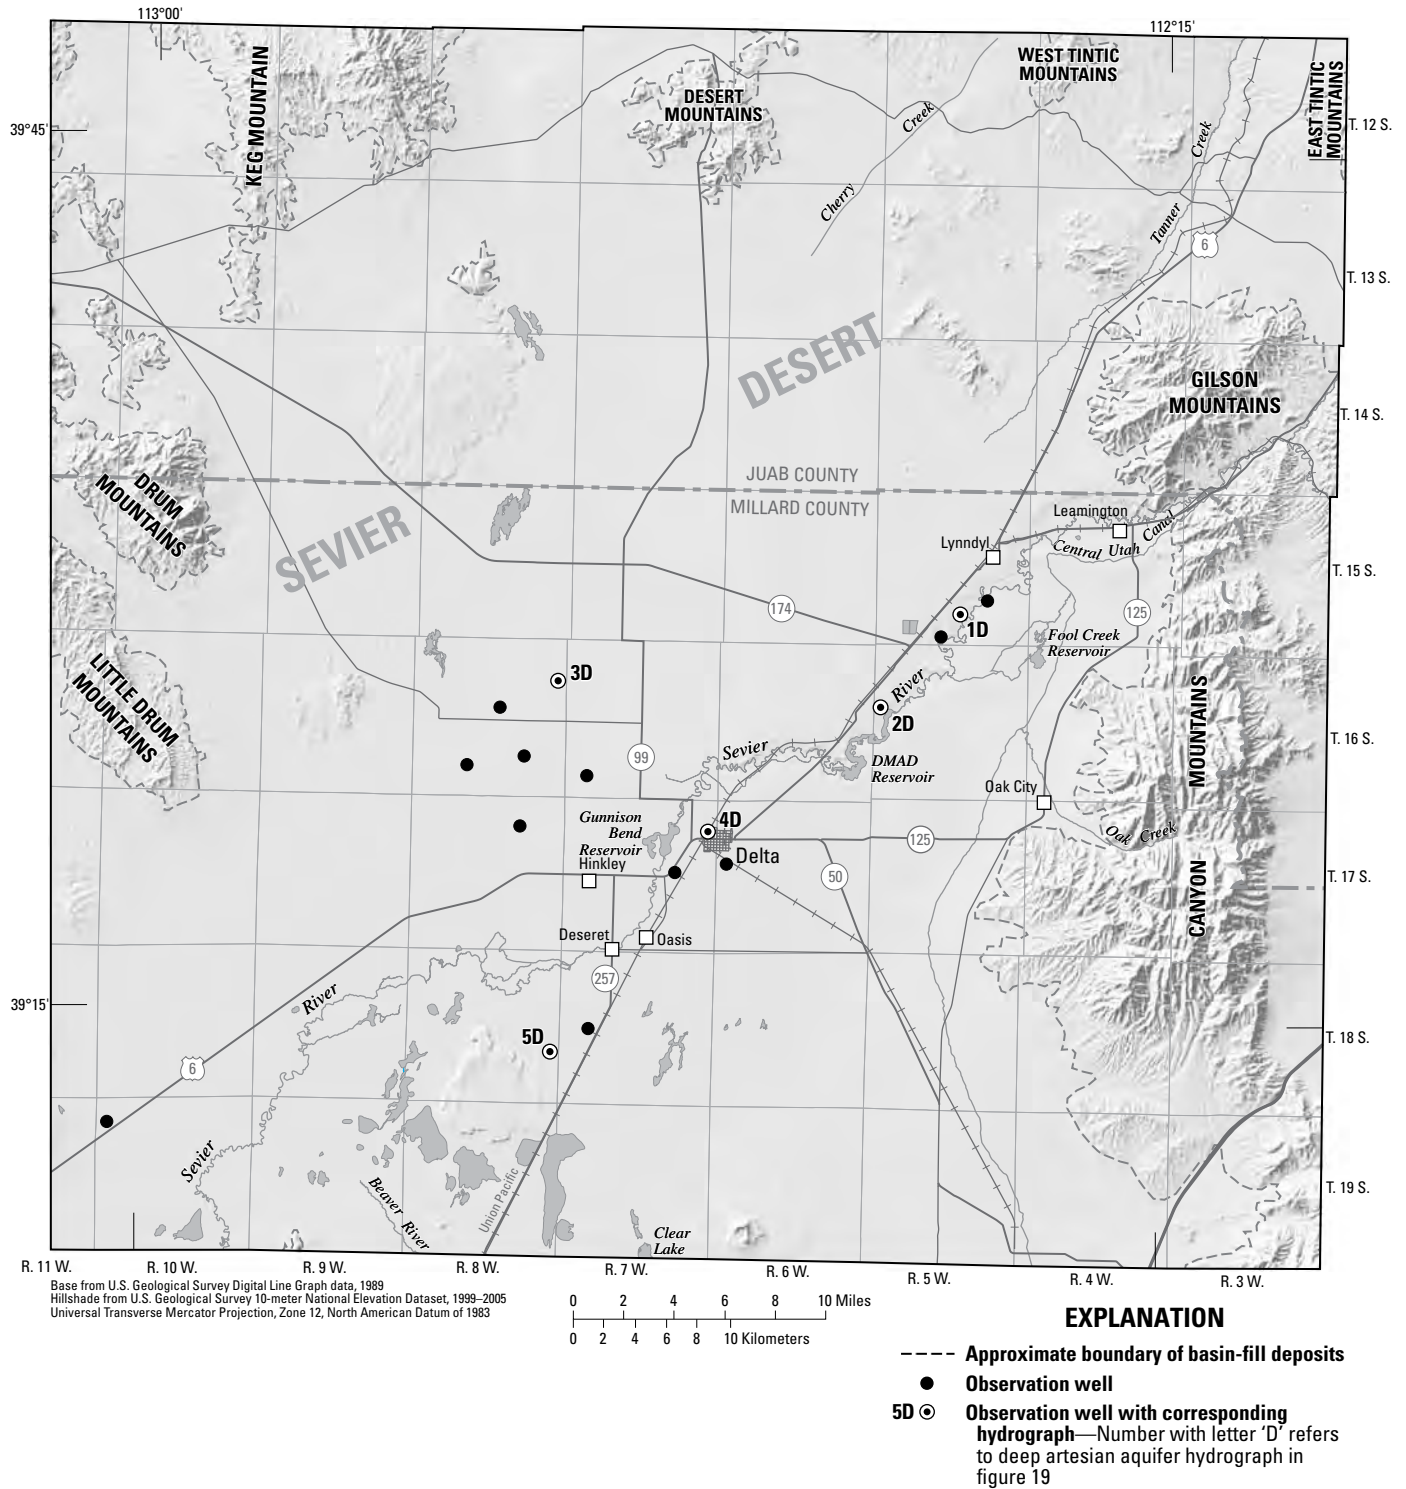 113°00'
112°15'
39°45'
39°15'
KEG MOUNTAIN
DESERT
MOUNTAINS
WEST TINTIC
MOUNTAINS
EAST TINTIC
MOUNTAINS
T. 12 S.
T. 13 S.
T. 14 S.
T. 15 S.
T. 16 S.
T. 17 S.
T. 18 S.
T. 19 S.
Cherry
Creek
Tanner
Creek
6
SEVIER
DESERT
GILSON
MOUNTAINS
DRUM
MOUNTAINS
JUAB COUNTY
MILLARD COUNTY
Leamington
Lynndyl
Central Utah Canal
174
1D
125
Fool Creek
Reservoir
LITTLE DRUM
MOUNTAINS
3D
2D
99
Sevier
River
DMAD
Reservoir
Oak City
Oak Creek
CANYON
MOUNTAINS
Gunnison
Bend
Reservoir
4D
Delta
125
50
Hinkley
Deseret
Oasis
257
River
5D
6
Sevier
Beaver River
Union Pacific
Clear
Lake
R. 11 W.
R. 10 W.
R. 9 W.
R. 8 W.
R. 7 W.
R. 6 W.
R. 5 W.
R. 4 W.
R. 3 W.
Base from U.S. Geological Survey Digital Line Graph data, 1989
Hillshade from U.S. Geological Survey 10-meter National Elevation Dataset, 1999–2005
Universal Transverse Mercator Projection, Zone 12, North American Datum of 1983
0 2 4 6 8 10 Miles
0 2 4 6 8 10 Kilometers
EXPLANATION
Approximate boundary of basin-fill deposits
Observation well
5D Observation well with corresponding
hydrograph—Number with letter ‘D’ refers
to deep artesian aquifer hydrograph in
figure 19